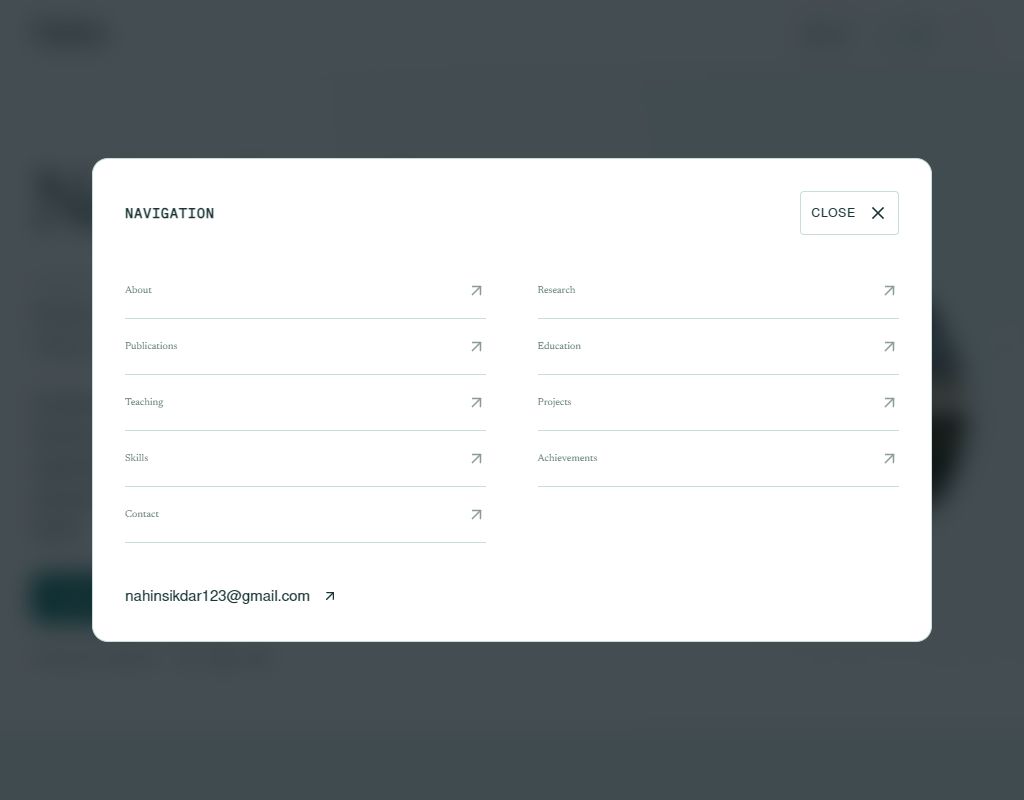 NAVIGATION
CLOSE
About
Research
Publications
Education
Teaching
Projects
Skills
Achievements
Contact
nahinsikdar123@gmail.com